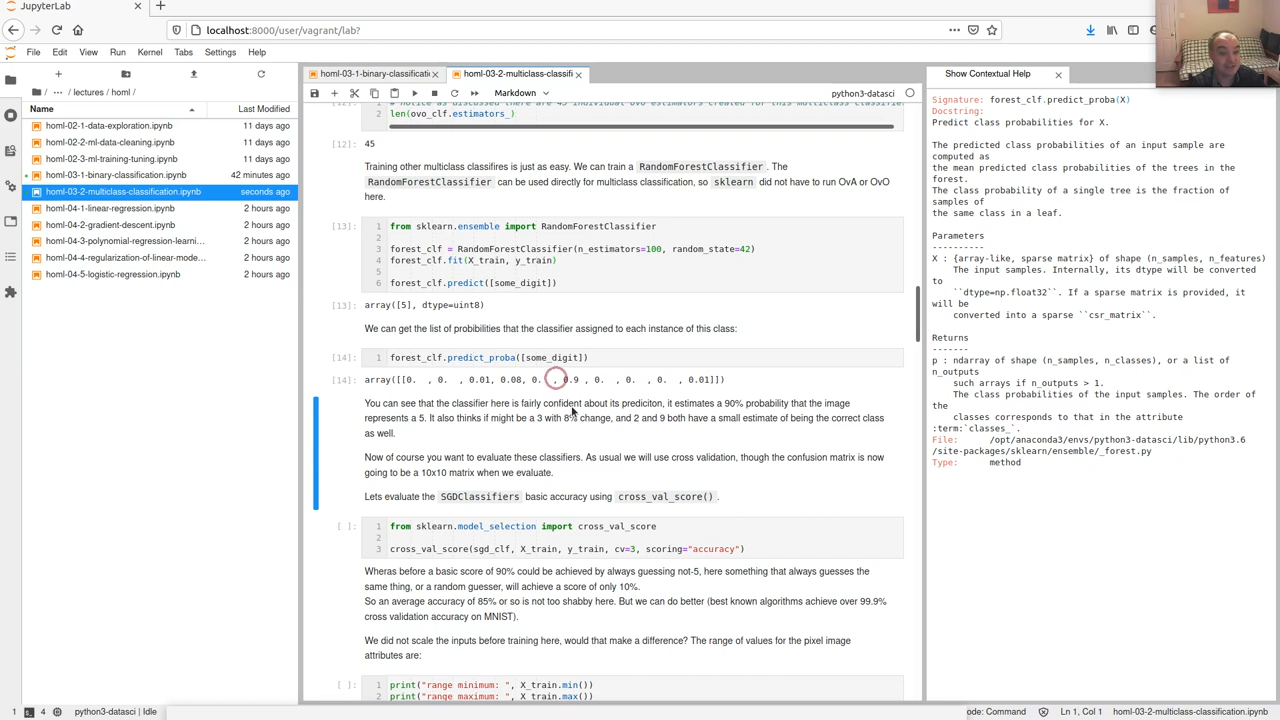 JupyterLab
localhost:8000/user/vagrant/lab?
File Edit View Run Kernel Tabs Settings Help
/ ··· / lectures / homl /
Name Last Modified
homl-02-1-data-exploration.ipynb 11 days ago
homl-02-2-ml-data-cleaning.ipynb 11 days ago
homl-02-3-ml-training-tuning.ipynb 11 days ago
homl-03-1-binary-classification.ipynb 42 minutes ago
homl-03-2-multiclass-classification.ipynb seconds ago
homl-04-1-linear-regression.ipynb 2 hours ago
homl-04-2-gradient-descent.ipynb 2 hours ago
homl-04-3-polynomial-regression-learni... 2 hours ago
homl-04-4-regularization-of-linear-mode... 2 hours ago
homl-04-5-logistic-regression.ipynb 2 hours ago
homl-03-1-binary-classificatio
homl-03-2-multiclass-classifi
Markdown
python3-datasci
len(ovo_clf.estimators_)
[12]: 45
Training other multiclass classifires is just as easy. We can train a RandomForestClassifier. The
RandomForestClassifier can be used directly for multiclass classification, so sklearn did not have to run OvA or OvO
here.
[13]: 1 from sklearn.ensemble import RandomForestClassifier
2
3 forest_clf = RandomForestClassifier(n_estimators=100, random_state=42)
4 forest_clf.fit(X_train, y_train)
5
6 forest_clf.predict([some_digit])
[13]: array([5], dtype=uint8)
We can get the list of probibilities that the classifier assigned to each instance of this class:
[14]: 1 forest_clf.predict_proba([some_digit])
[14]: array([[0. , 0. , 0.01, 0.08, 0. , 0.9 , 0. , 0. , 0. , 0.01]])
You can see that the classifier here is fairly confident about its prediciton, it estimates a 90% probability that the image
represents a 5. It also thinks if might be a 3 with 8% change, and 2 and 9 both have a small estimate of being the correct class
as well.
Now of course you want to evaluate these classifiers. As usual we will use cross validation, though the confusion matrix is now
going to be a 10x10 matrix when we evaluate.
Lets evaluate the SGDClassifiers basic accuracy using cross_val_score().
[ ]: 1 from sklearn.model_selection import cross_val_score
2
3 cross_val_score(sgd_clf, X_train, y_train, cv=3, scoring="accuracy")
Wheras before a basic score of 90% could be achieved by always guessing not-5, here something that always guesses the
same thing, or a random guesser, will achieve a score of only 10%.
So an average accuracy of 85% or so is not too shabby here. But we can do better (best known algorithms achieve over 99.9%
cross validation accuracy on MNIST).
We did not scale the inputs before training here, would that make a difference? The range of values for the pixel image
attributes are:
[ ]: 1 print("range minimum: ", X_train.min())
2 print("range maximum: ", X_train.max())
Show Contextual Help
Signature: forest_clf.predict_proba(X)
Docstring:
Predict class probabilities for X.
The predicted class probabilities of an input sample are
computed as
the mean predicted class probabilities of the trees in the
forest.
The class probability of a single tree is the fraction of
samples of
the same class in a leaf.
Parameters
----------
X : {array-like, sparse matrix} of shape (n_samples, n_features)
The input samples. Internally, its dtype will be converted
to
``dtype=np.float32``. If a sparse matrix is provided, it
will be
converted into a sparse ``csr_matrix``.
Returns
-------
p : ndarray of shape (n_samples, n_classes), or a list of
n_outputs
such arrays if n_outputs > 1.
The class probabilities of the input samples. The order of
the
classes corresponds to that in the attribute
:term:`classes_`.
File: /opt/anaconda3/envs/python3-datasci/lib/python3.6
/site-packages/sklearn/ensemble/_forest.py
Type: method
1 4 python3-datasci | Idle
ode: Command Ln 1, Col 1 homl-03-2-multiclass-classification.ipynb